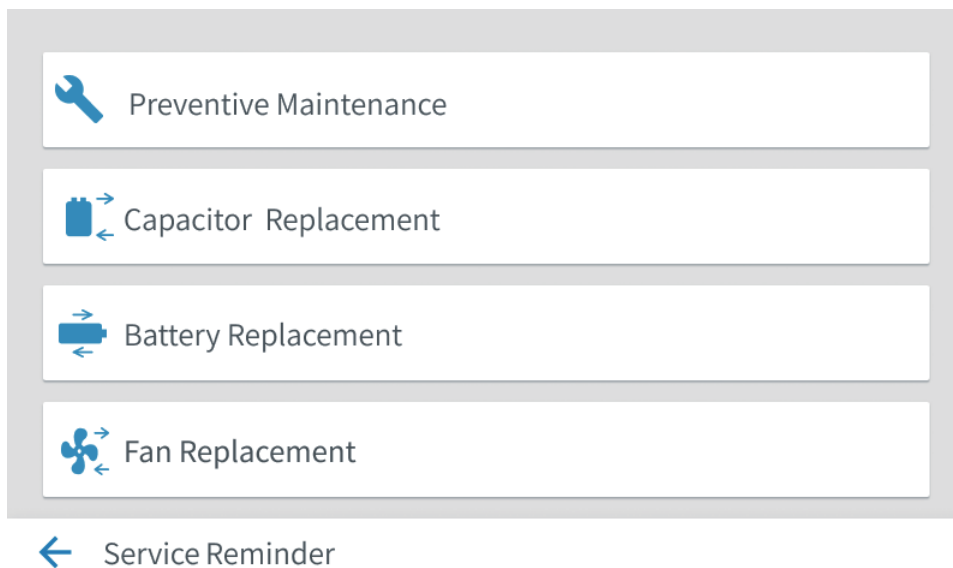 Preventive Maintenance
Capacitor  Replacement
Battery Replacement
Fan Replacement
Service Reminder